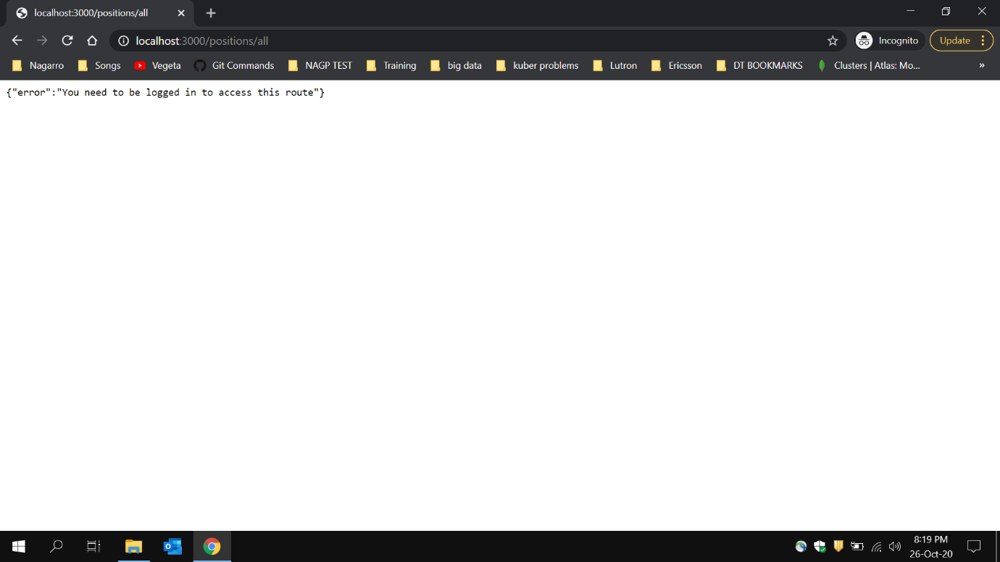 localhost:3000/positions/all
localhost:3000/positions/all
Incognito
Update
Nagarro
Songs
Vegeta
Git Commands
NAGP TEST
Training
big data
kuber problems
Lutron
Ericsson
DT BOOKMARKS
Clusters | Atlas: Mo...
»
{"error":"You need to be logged in to access this route"}
8:19 PM
26-Oct-20